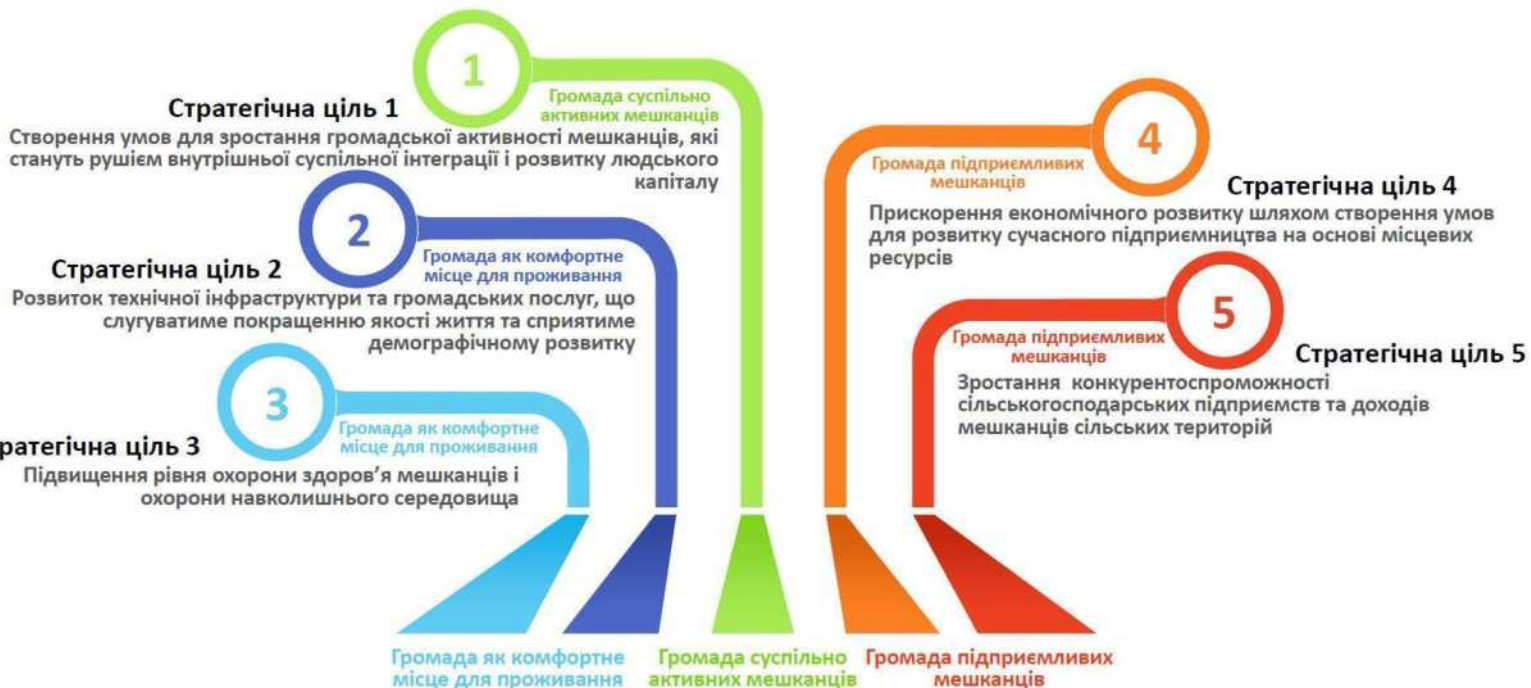 1
Громада суспільно
активних мешканців
Стратегічна ціль 1
Створення умов для зростання громадської активності мешканців, які
стануть рушієм внутрішньої суспільної інтеграції і розвитку людського
капіталу
2
Громада як комфортне
місце для проживання
Стратегічна ціль 2
Розвиток технічної інфраструктури та громадських послуг, що
слугуватиме покращенню якості життя та сприятиме
демографічному розвитку
3
Громада як комфортне
місце для проживання
ратегічна ціль 3
Підвищення рівня охорони здоров’я мешканців і
охорони навколишнього середовища
4
Громада підприємливих
мешканців
Стратегічна ціль 4
Прискорення економічного розвитку шляхом створення умов
для розвитку сучасного підприємництва на основі місцевих
ресурсів
5
Громада підприємливих
мешканців
Стратегічна ціль 5
Зростання конкурентоспроможності
сільськогосподарських підприємств та доходів
мешканців сільських територій
Громада як комфортне
місце для проживання
Громада суспільно
активних мешканців
Громада підприємливих
мешканців